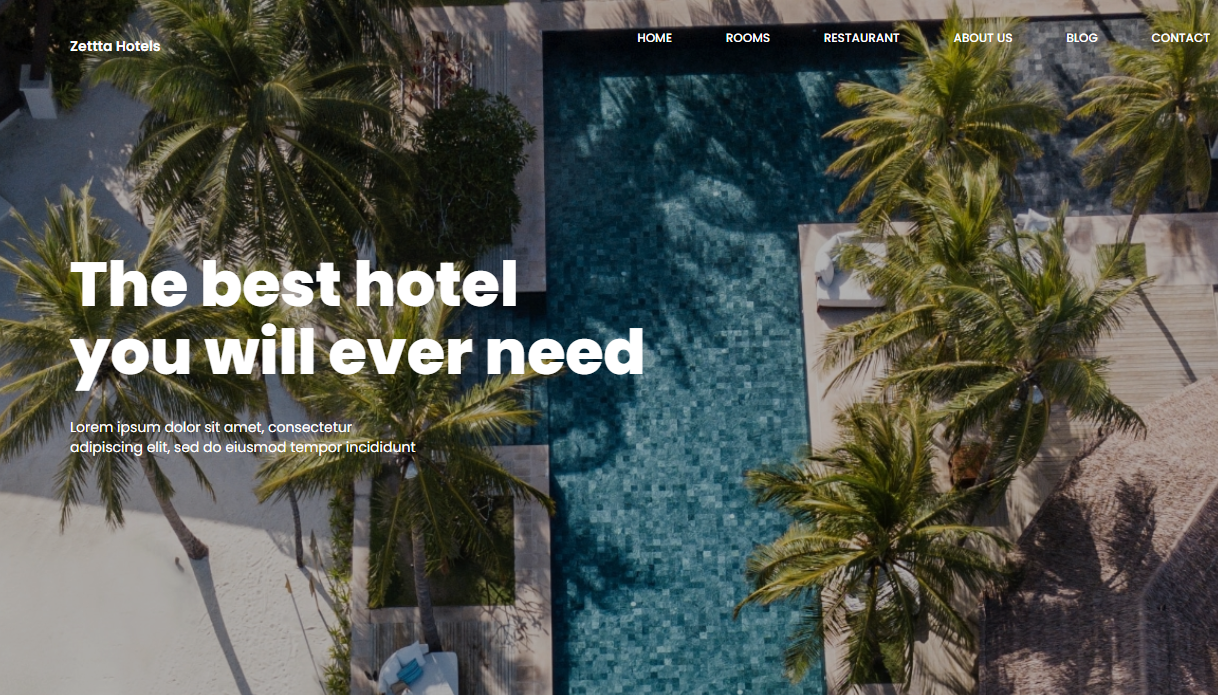 Zettta Hotels
HOME
ROOMS
RESTAURANT
ABOUT US
BLOG
CONTACT
The best hotel
you will ever need
Lorem ipsum dolor sit amet, consectetur
adipiscing elit, sed do eiusmod tempor incididunt